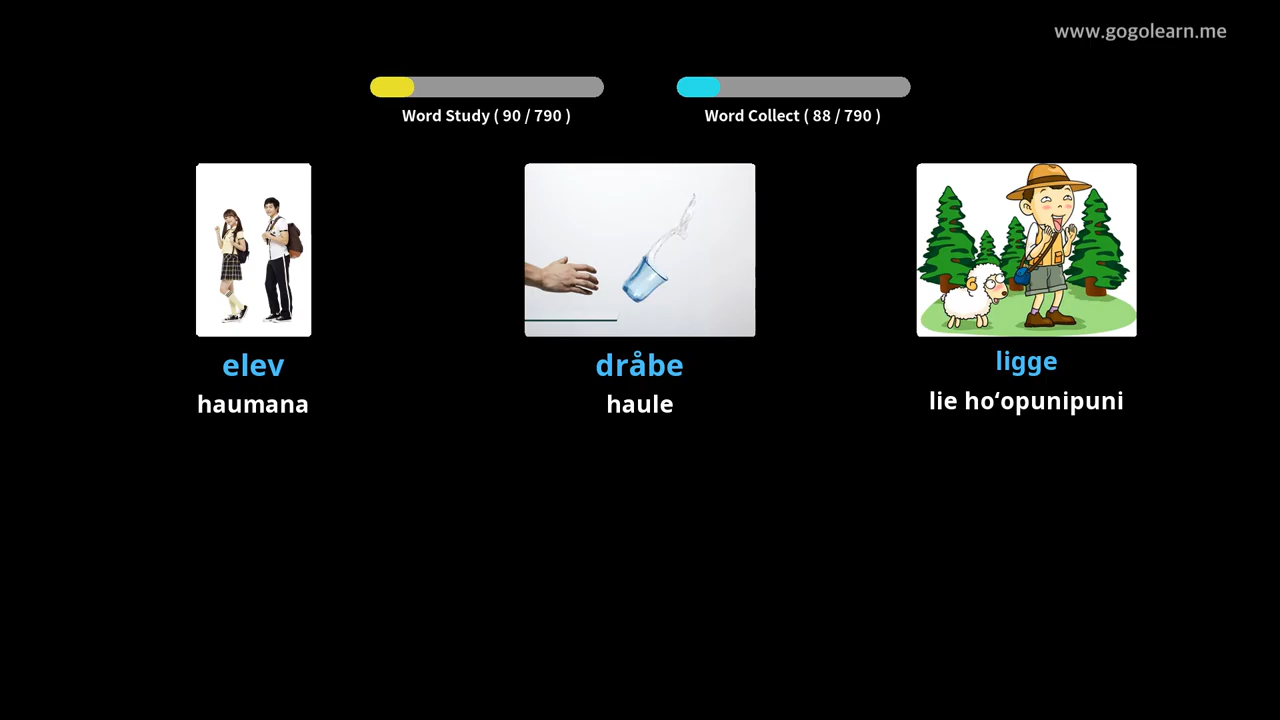 www.gogolearn.me
Word Study ( 90 / 790 )
Word Collect ( 88 / 790 )
elev
haumana
dråbe
haule
ligge
lie hoʻopunipuni